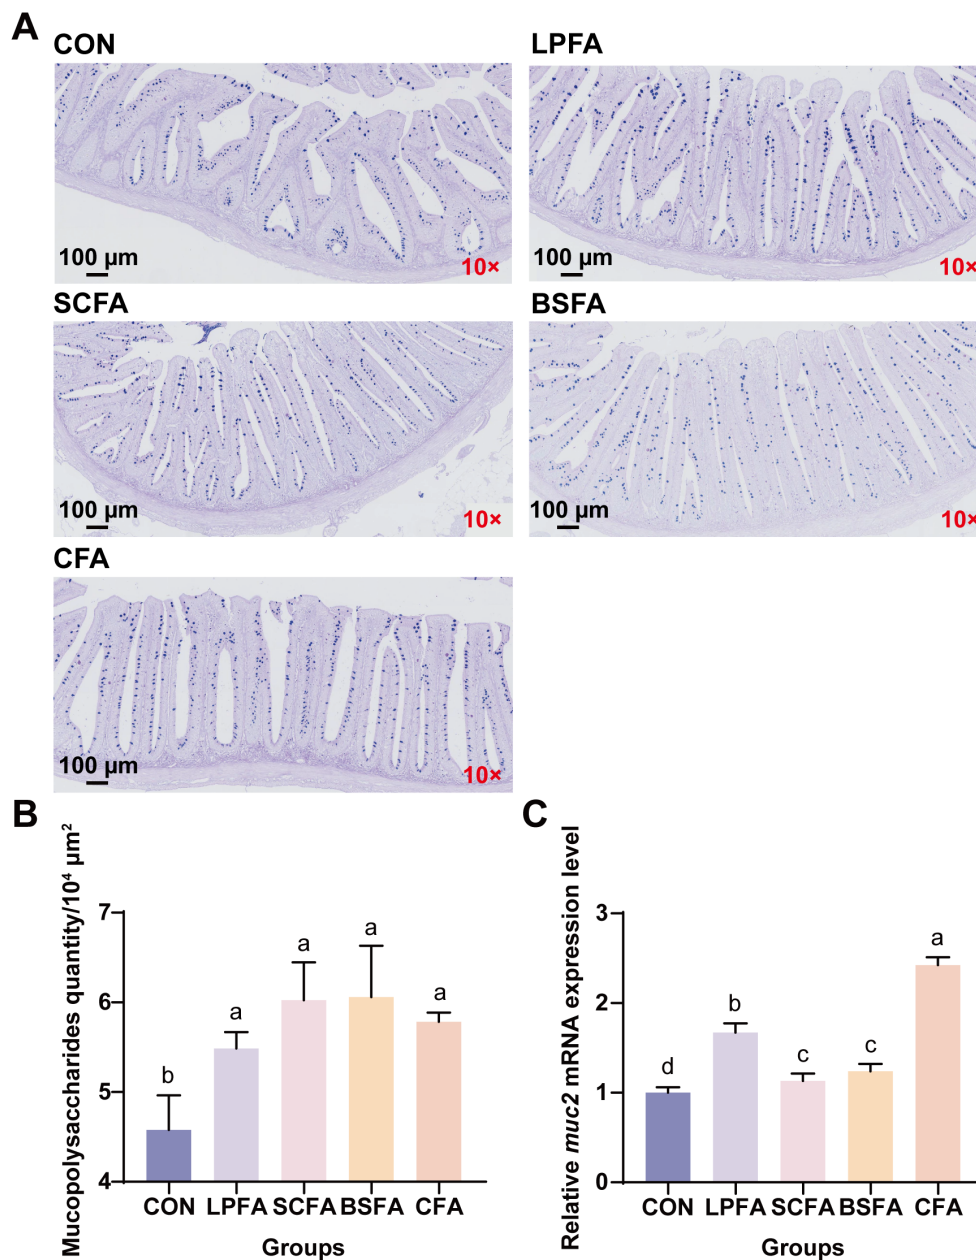 A
CON
LPFA
100 µm
10×
100 µm
10×
SCFA
BSFA
100 µm
10×
100 µm
10×
CFA
100 µm
10×
B
Mucopolysaccharides quantity/10⁴ µm²
7
6
5
4
b
a
a
a
a
CON
LPFA
SCFA
BSFA
CFA
Groups
C
Relative muc2 mRNA expression level
3
2
1
0
d
b
c
c
a
CON
LPFA
SCFA
BSFA
CFA
Groups